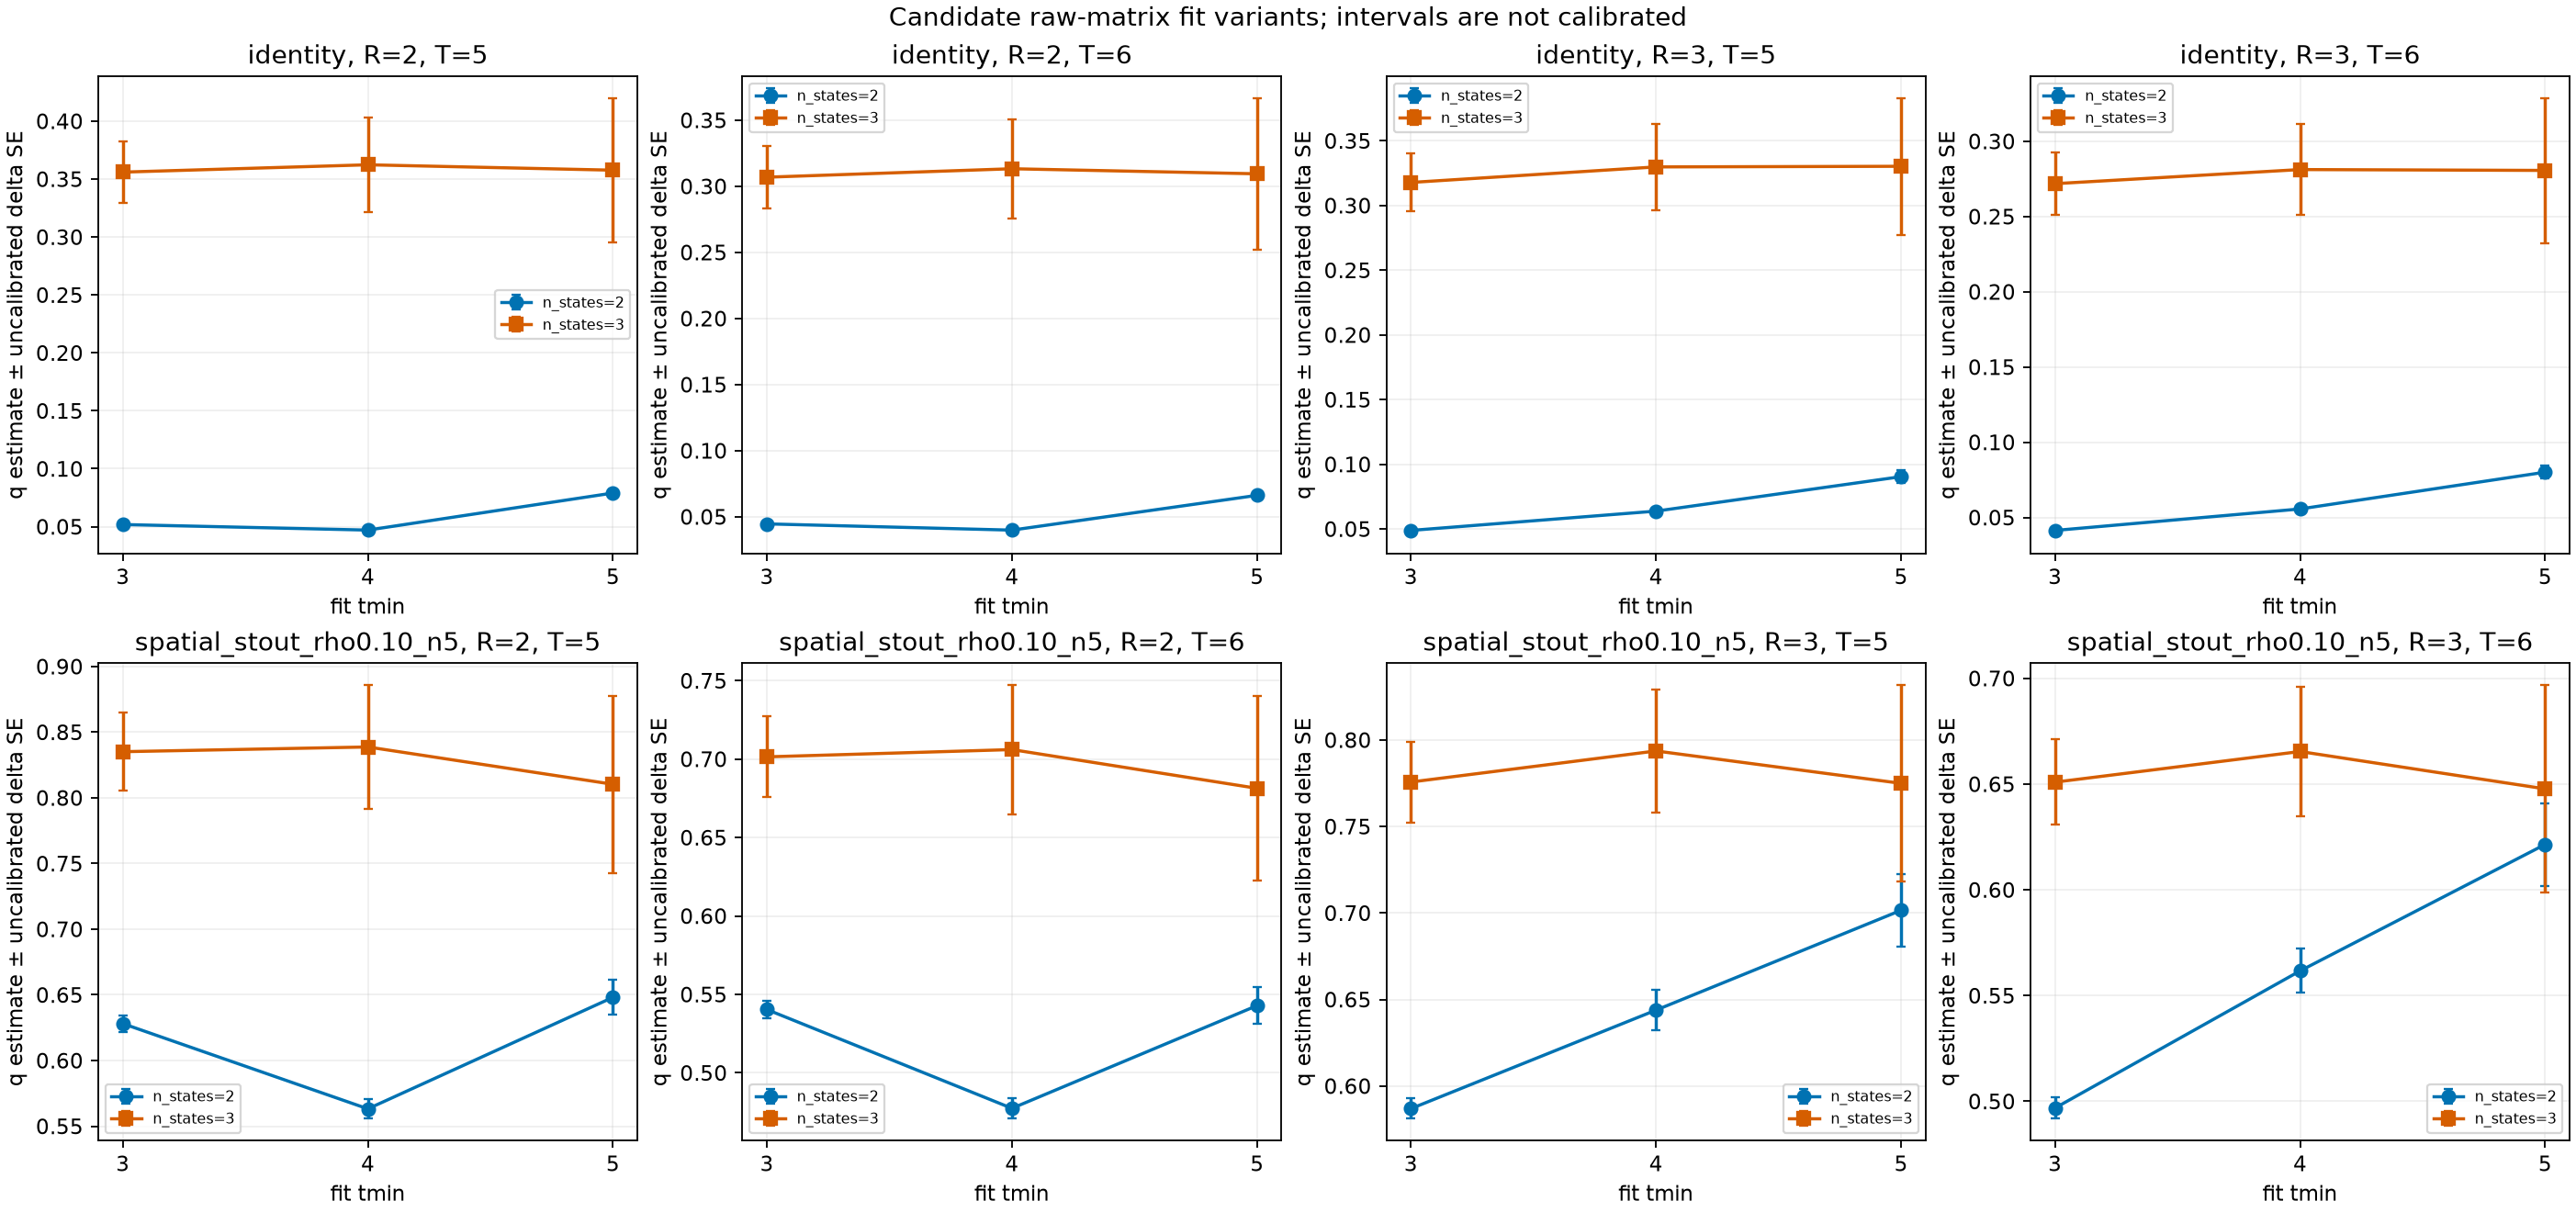 Candidate raw-matrix fit variants; intervals are not calibrated
identity, R=2, T=5
q estimate ± uncalibrated delta SE
0.40
0.35
0.30
0.25
0.20
0.15
0.10
0.05
n_states=2
n_states=3
3 4 5
fit tmin
identity, R=2, T=6
q estimate ± uncalibrated delta SE
0.35
0.30
0.25
0.20
0.15
0.10
0.05
n_states=2
n_states=3
3 4 5
fit tmin
identity, R=3, T=5
q estimate ± uncalibrated delta SE
0.35
0.30
0.25
0.20
0.15
0.10
0.05
n_states=2
n_states=3
3 4 5
fit tmin
identity, R=3, T=6
q estimate ± uncalibrated delta SE
0.30
0.25
0.20
0.15
0.10
0.05
n_states=2
n_states=3
3 4 5
fit tmin
spatial_stout_rho0.10_n5, R=2, T=5
q estimate ± uncalibrated delta SE
0.90
0.85
0.80
0.75
0.70
0.65
0.60
0.55
n_states=2
n_states=3
3 4 5
fit tmin
spatial_stout_rho0.10_n5, R=2, T=6
q estimate ± uncalibrated delta SE
0.75
0.70
0.65
0.60
0.55
0.50
n_states=2
n_states=3
3 4 5
fit tmin
spatial_stout_rho0.10_n5, R=3, T=5
q estimate ± uncalibrated delta SE
0.80
0.75
0.70
0.65
0.60
n_states=2
n_states=3
3 4 5
fit tmin
spatial_stout_rho0.10_n5, R=3, T=6
q estimate ± uncalibrated delta SE
0.70
0.65
0.60
0.55
0.50
n_states=2
n_states=3
3 4 5
fit tmin